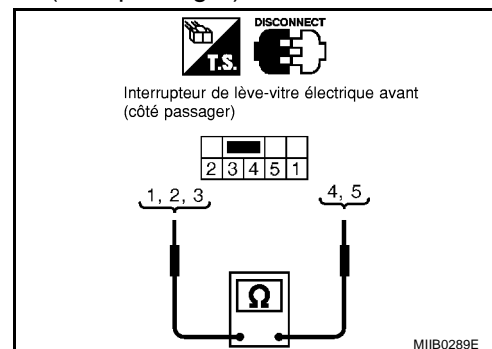 DISCONNECT
T.S.
Interrupteur de lève-vitre électrique avant
(côté passager)
2 3 4 5 1
1, 2, 3
4, 5
Ω
MIIB0289E